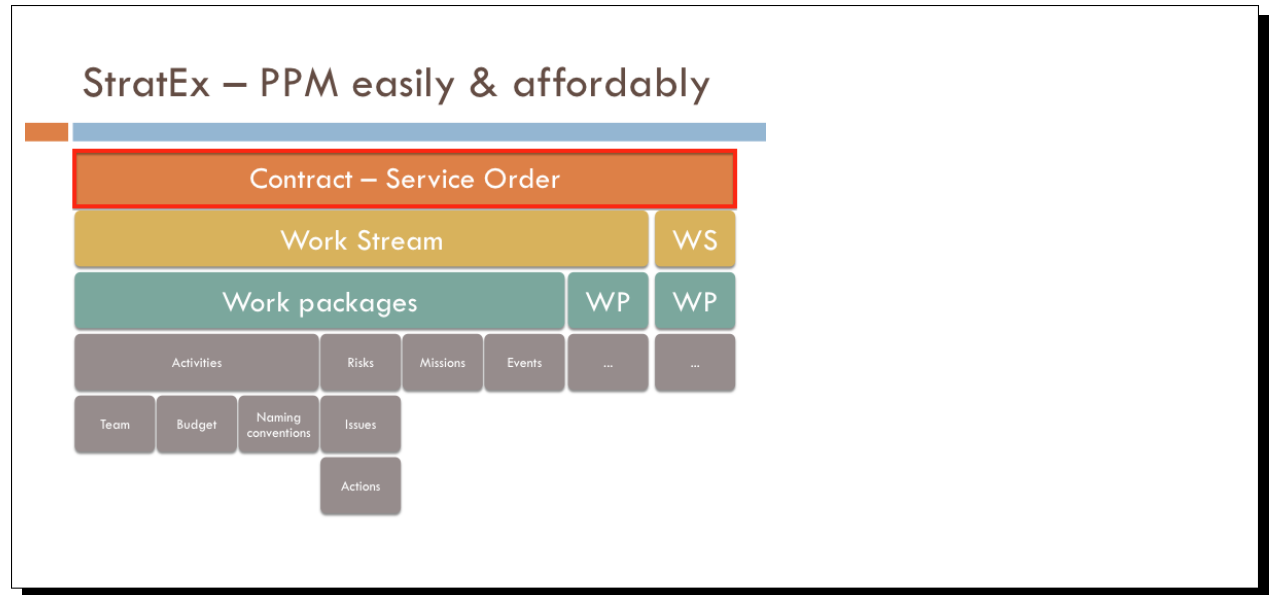 StratEx – PPM easily & affordably
Contract – Service Order
Work Stream
WS
Work packages
WP
WP
Activities
Risks
Missions
Events
...
...
Team
Budget
Naming
conventions
Issues
Actions